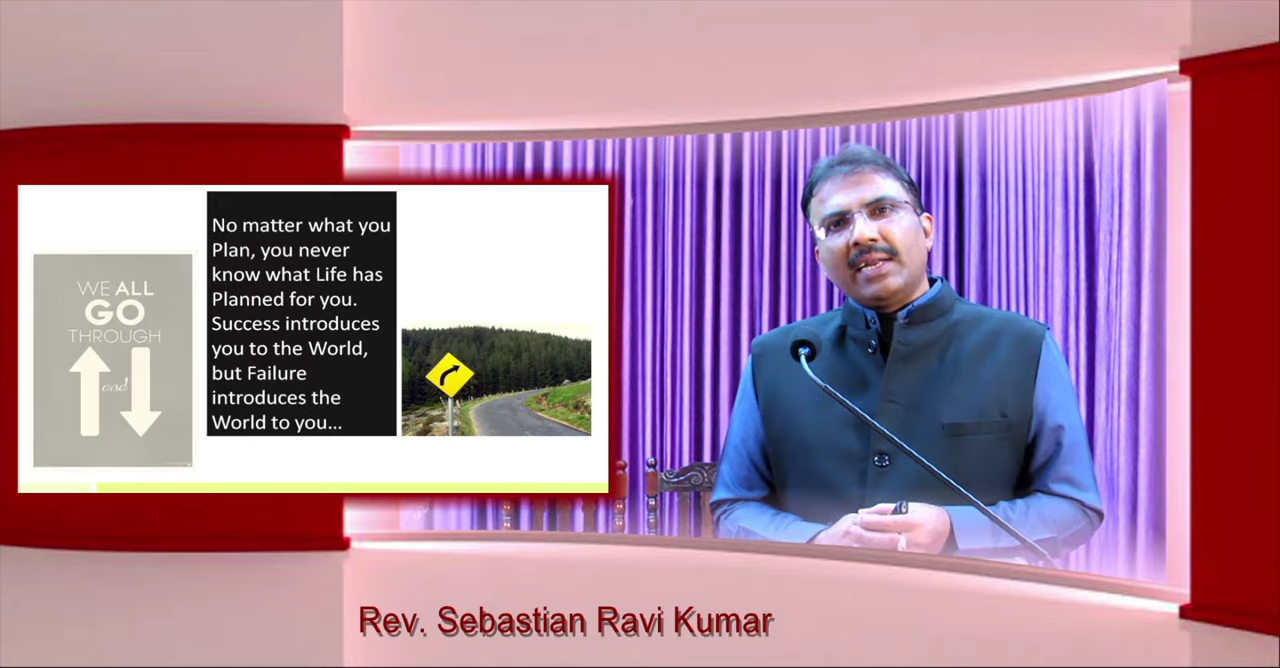 WE ALL
GO
THROUGH
and
No matter what you
Plan, you never
know what Life has
Planned for you.
Success introduces
you to the World,
but Failure
introduces the
World to you...
Rev. Sebastian Ravi Kumar